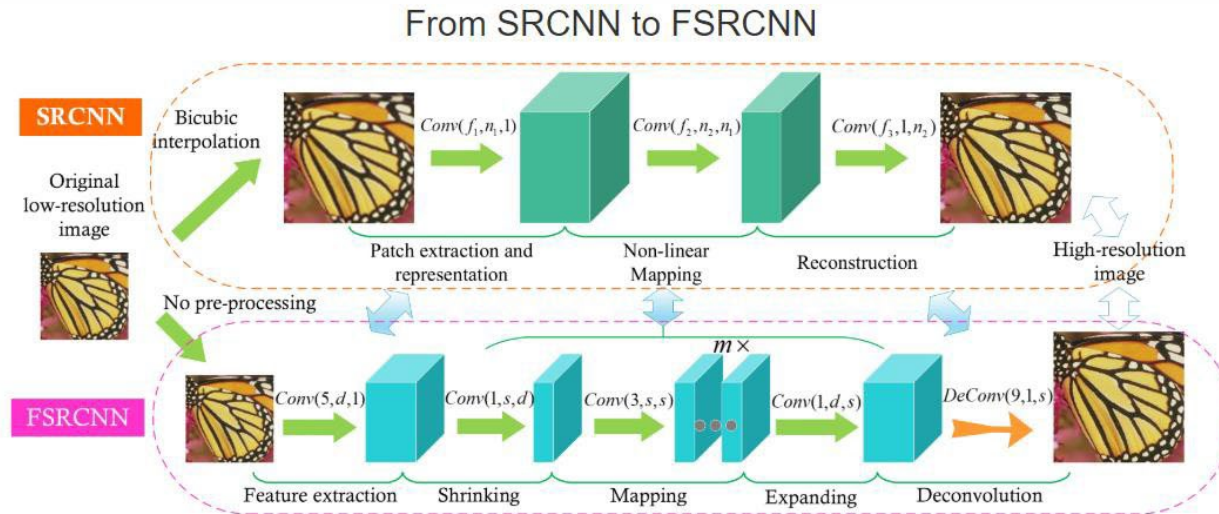 From SRCNN to FSRCNN
SRCNN
Bicubic
interpolation
Original
low-resolution
image
Conv(f₁,n₁,1)
Conv(f₂,n₂,n₁)
Conv(f₃,1,n₂)
Patch extraction and
representation
Non-linear
Mapping
Reconstruction
High-resolution
image
No pre-processing
FSRCNN
m×
Conv(5,d,1)
Conv(1,s,d)
Conv(3,s,s)
Conv(1,d,s)
DeConv(9,1,s)
Feature extraction
Shrinking
Mapping
Expanding
Deconvolution